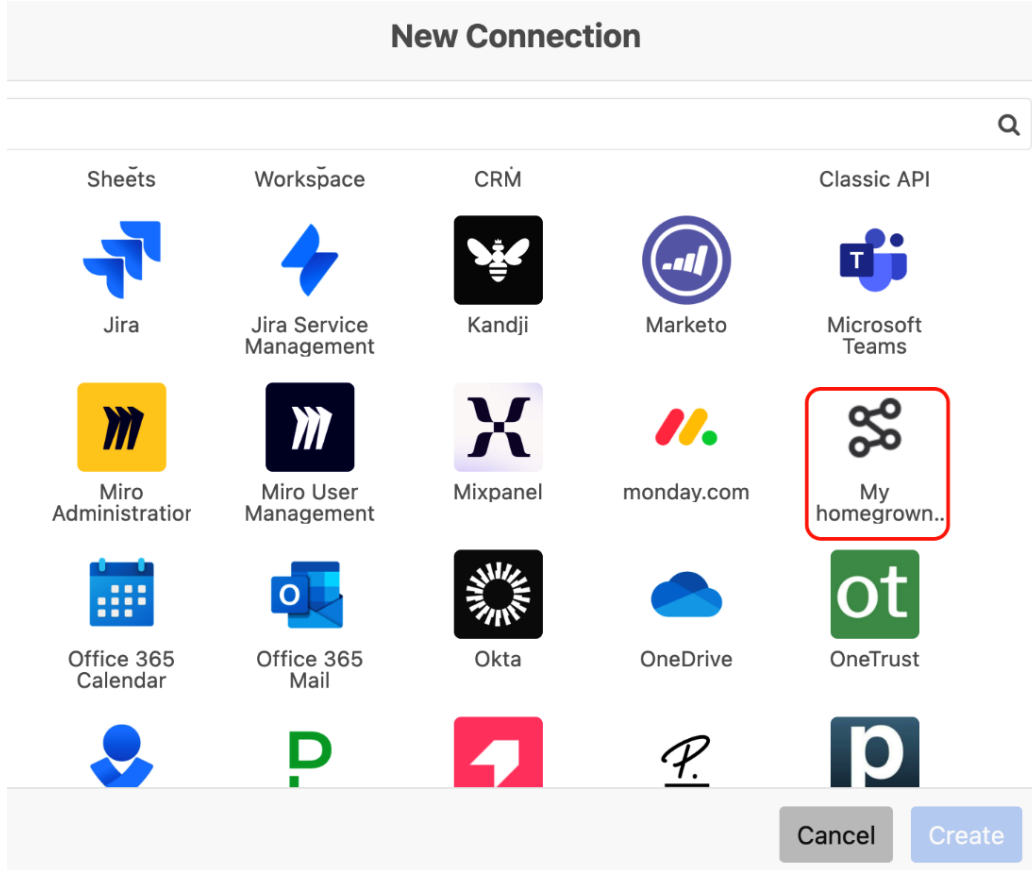 New Connection
Sheets
Workspace
CRM
Classic API
Jira
Jira Service
Management
Kandji
Marketo
T
Microsoft
Teams
Miro
Administration
Miro User
Management
Mixpanel
monday.com
My
homegrown..
Office 365
Calendar
O
Office 365
Mail
Okta
OneDrive
ot
OneTrust
P
P.
p
Cancel
Create